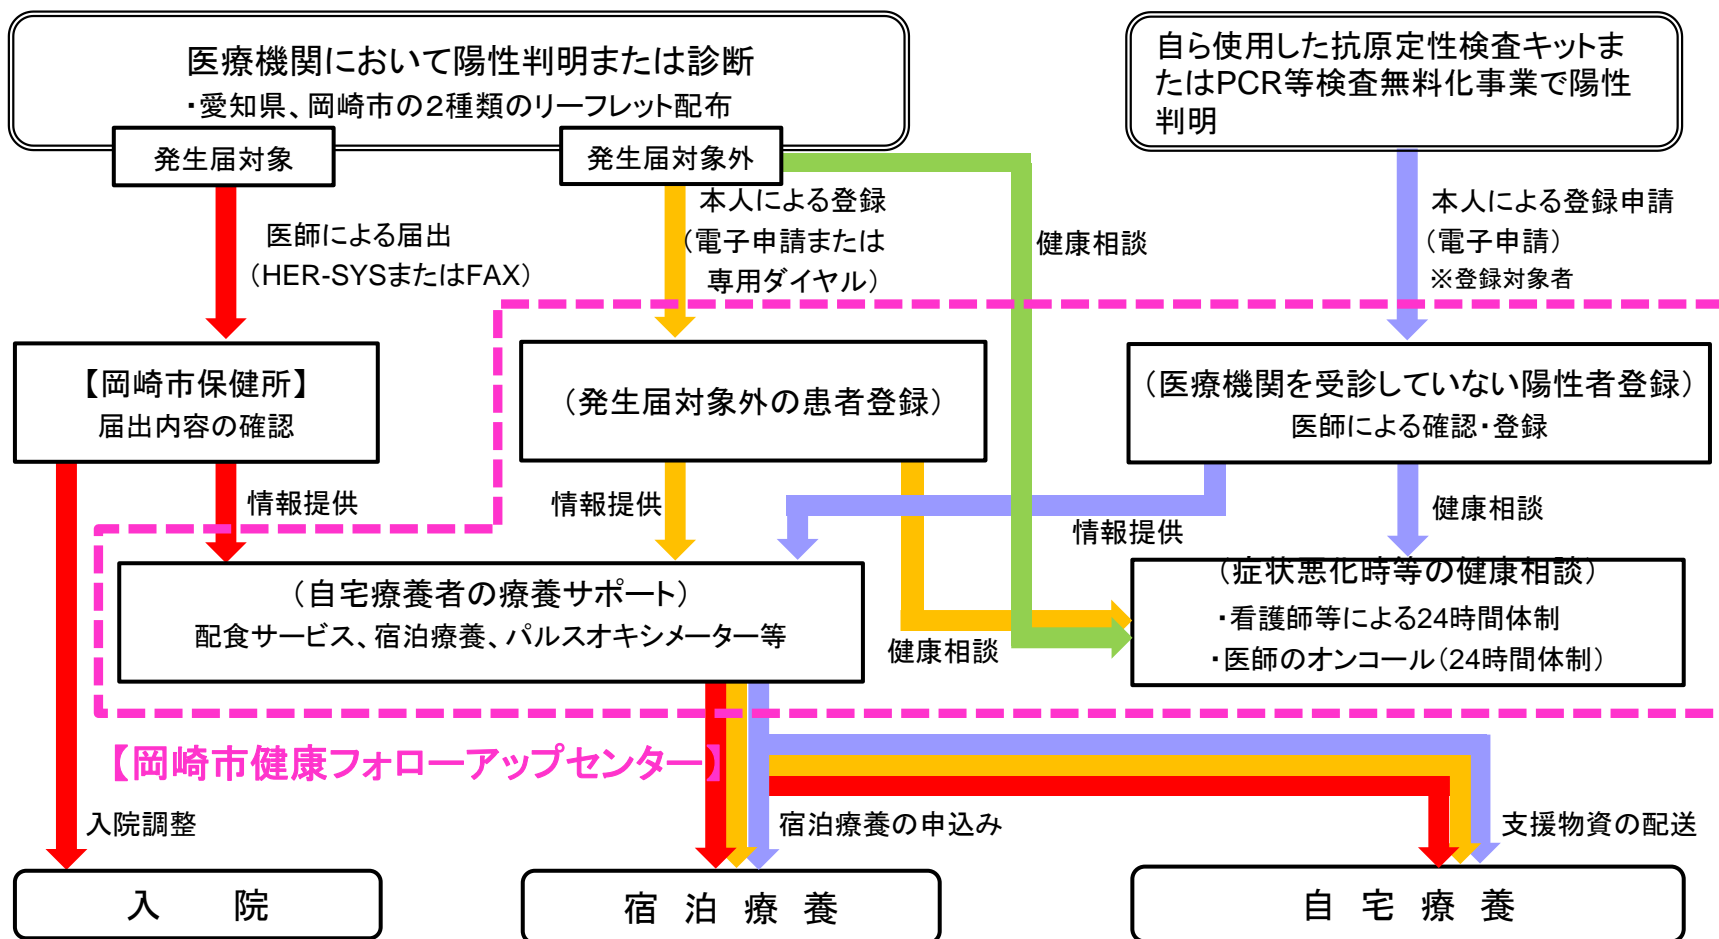 医療機関において陽性判明または診断
・愛知県、岡崎市の2種類のリーフレット配布
自ら使用した抗原定性検査キットま
たはPCR等検査無料化事業で陽性
判明
発生届対象
発生届対象外
医師による届出
（HER-SYSまたはFAX）
本人による登録
（電子申請または
専用ダイヤル）
健康相談
本人による登録申請
（電子申請）
※登録対象者
【岡崎市保健所】
届出内容の確認
（発生届対象外の患者登録）
（医療機関を受診していない陽性者登録）
医師による確認・登録
情報提供
情報提供
情報提供
健康相談
（自宅療養者の療養サポート）
配食サービス、宿泊療養、パルスオキシメーター等
健康相談
（症状悪化時等の健康相談）
・看護師等による24時間体制
・医師のオンコール（24時間体制）
【岡崎市健康フォローアップセンター】
入院調整
宿泊療養の申込み
支援物資の配送
入　院
宿 泊 療 養
自 宅 療 養